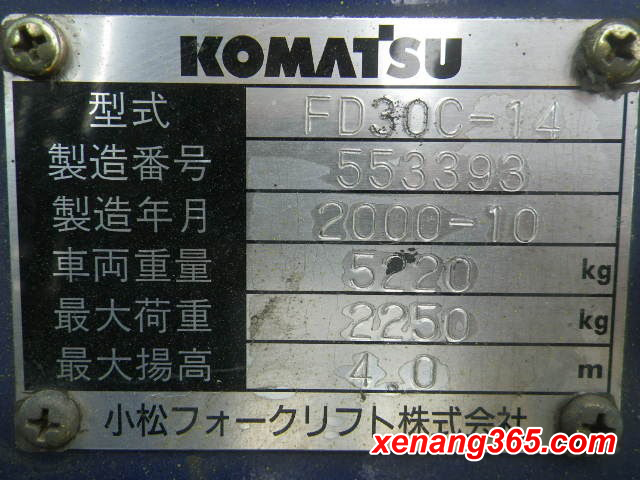 KOMATSU
型式 FD30C-14
製造番号 553393
製造年月 2000-10
車両重量 5220 kg
最大荷重 2250 kg
最大揚高 4.0 m
小松フォークリフト株式会社
xenang365.com